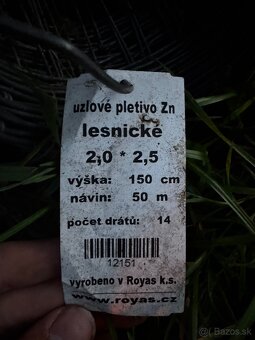 uzlové pletivo Zn
lesnické
2,0 * 2,5
výška: 150 cm
návin: 50 m
počet drátů: 14
12151
vyrobeno v Royas k.s.
www.royas.cz
Bazos.sk